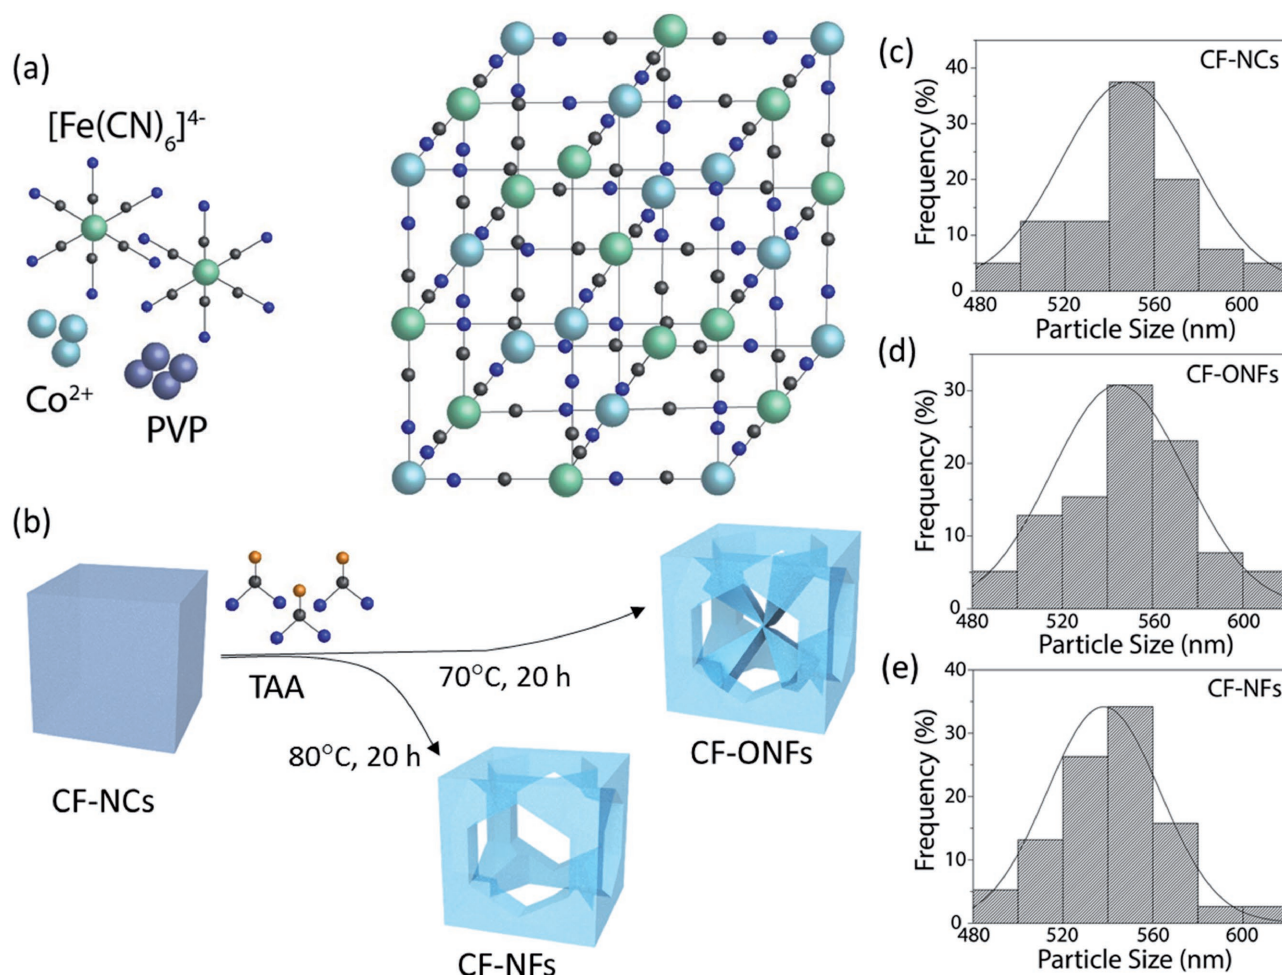 (a)
[Fe(CN)₆]⁴⁻
Co²⁺
PVP
(b)
TAA
70°C, 20 h
80°C, 20 h
CF-NCs
CF-ONFs
CF-NFs
(c)
CF-NCs
Frequency (%)
40
30
20
10
0
480 520 560 600
Particle Size (nm)
(d)
CF-ONFs
Frequency (%)
30
20
10
0
480 520 560 600
Particle Size (nm)
(e)
CF-NFs
Frequency (%)
40
30
20
10
0
480 520 560 600
Particle Size (nm)